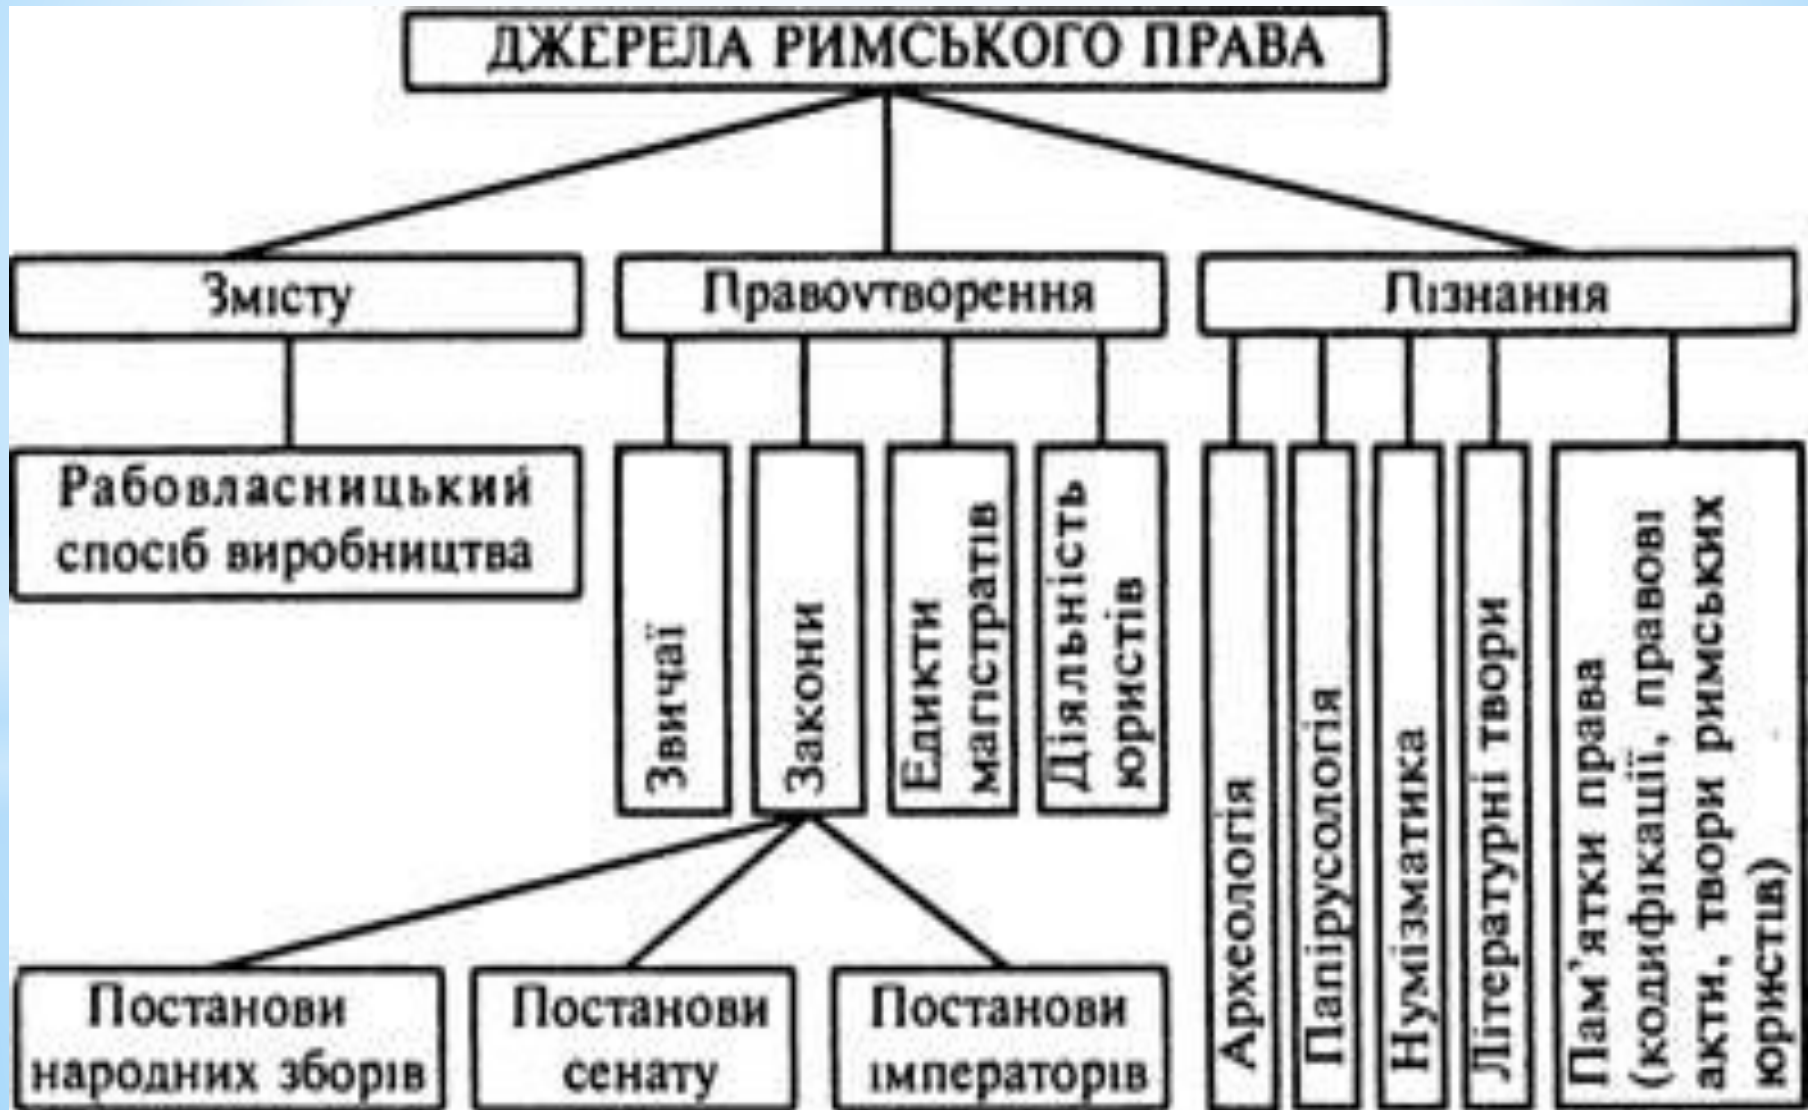 ДЖЕРЕЛА РИМСЬКОГО ПРАВА
Змісту
Правоутворення
Пізнання
Рабовласницький
спосіб виробництва
Звичаї
Закони
Едикти
магістратів
Діяльність
юристів
Археологія
Папірусологія
Нумізматика
Літературні твори
Пам'ятки права
(кодифікації, правові
акти, твори римських
юристів)
Постанови
народних зборів
Постанови
сенату
Постанови
імператорів